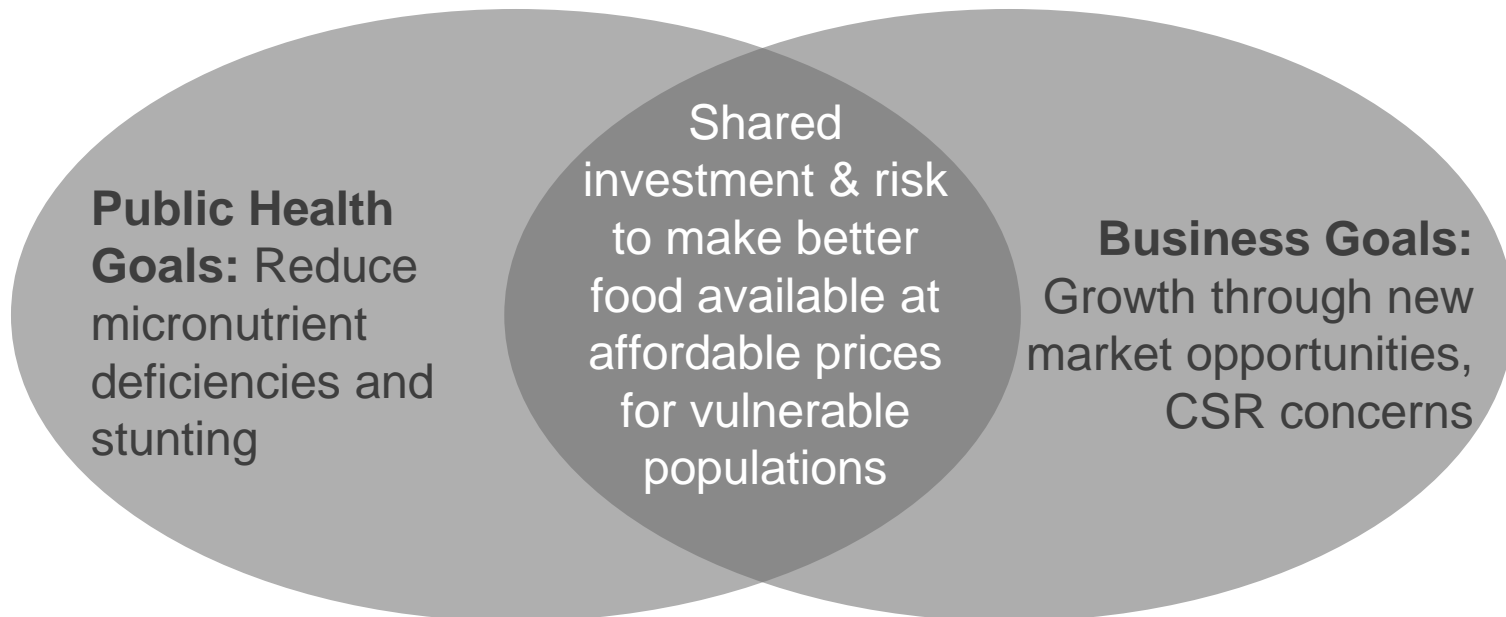 Public Health
Goals: Reduce
micronutrient
deficiencies and
stunting
Shared
investment & risk
to make better
food available at
affordable prices
for vulnerable
populations
Business Goals:
Growth through new
market opportunities,
CSR concerns